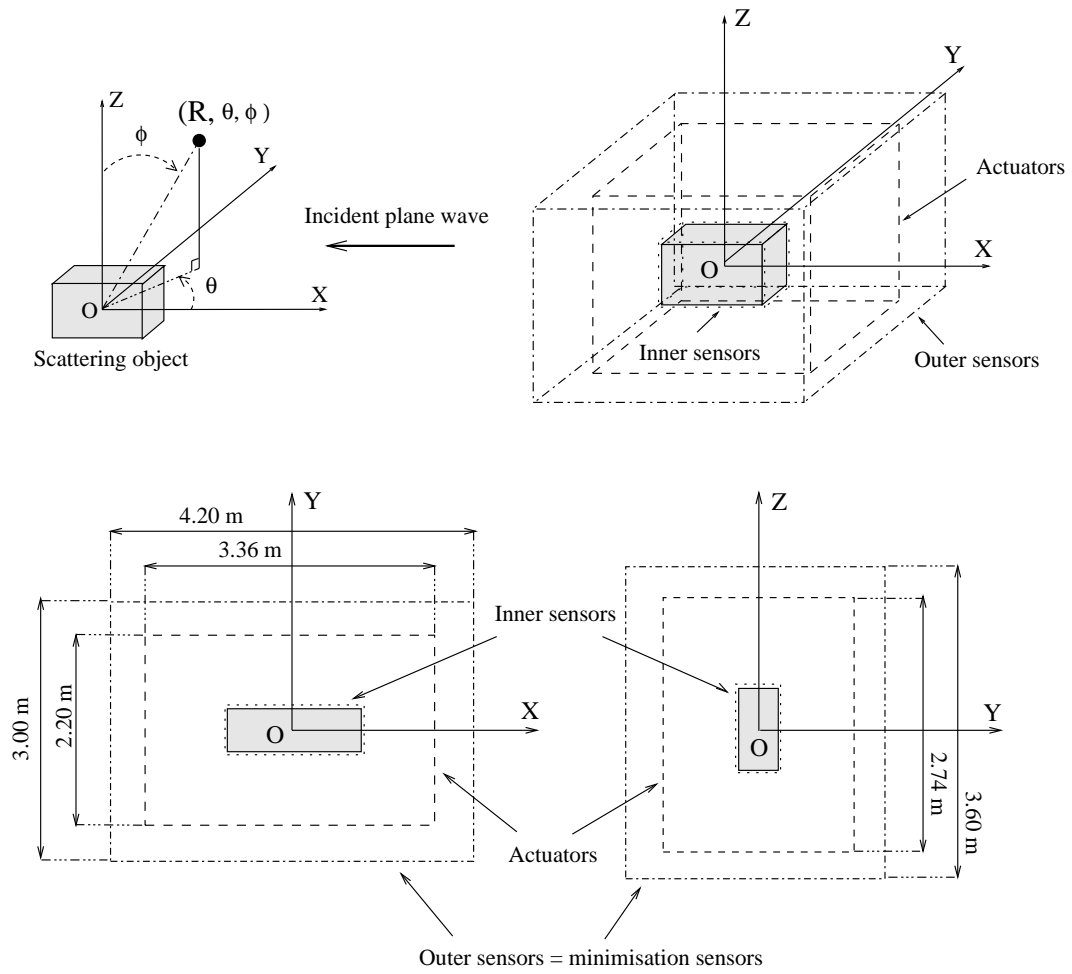 Z
(R, θ, ϕ)
ϕ
Y
Incident plane wave
O
θ
X
Scattering object
Z
Y
Actuators
X
O
Inner sensors
Outer sensors
Y
4.20 m
3.36 m
3.00 m
2.20 m
O
X
Inner sensors
Actuators
Z
O
Y
2.74 m
3.60 m
Outer sensors = minimisation sensors